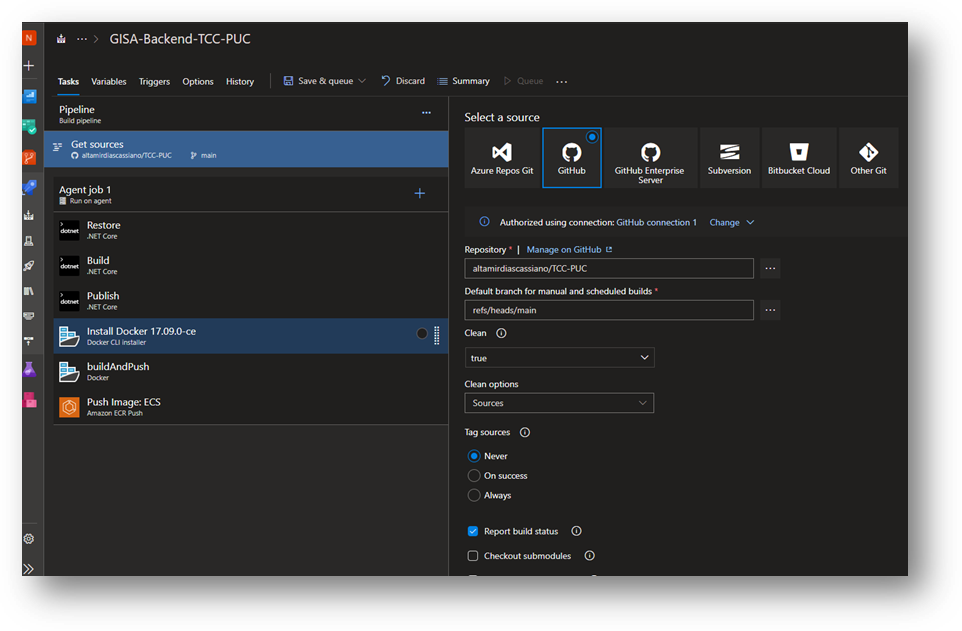 N
... > GISA-Backend-TCC-PUC
Tasks Variables Triggers Options History Save & queue Discard Summary Queue ...
Pipeline
Build pipeline
...
Get sources
altamirdiascassiano/TCC-PUC main
Agent job 1
Run on agent
dotnet
Restore
.NET Core
dotnet
Build
.NET Core
dotnet
Publish
.NET Core
Install Docker 17.09.0-ce
Docker CLI installer
buildAndPush
Docker
Push Image: ECS
Amazon ECR Push
Select a source
Azure Repos Git
GitHub
GitHub Enterprise
Server
Subversion
Bitbucket Cloud
Other Git
Authorized using connection: GitHub connection 1 Change
Repository * | Manage on GitHub
altamirdiascassiano/TCC-PUC ...
Default branch for manual and scheduled builds *
refs/heads/main ...
Clean
true
Clean options
Sources
Tag sources
Never
On success
Always
Report build status
Checkout submodules